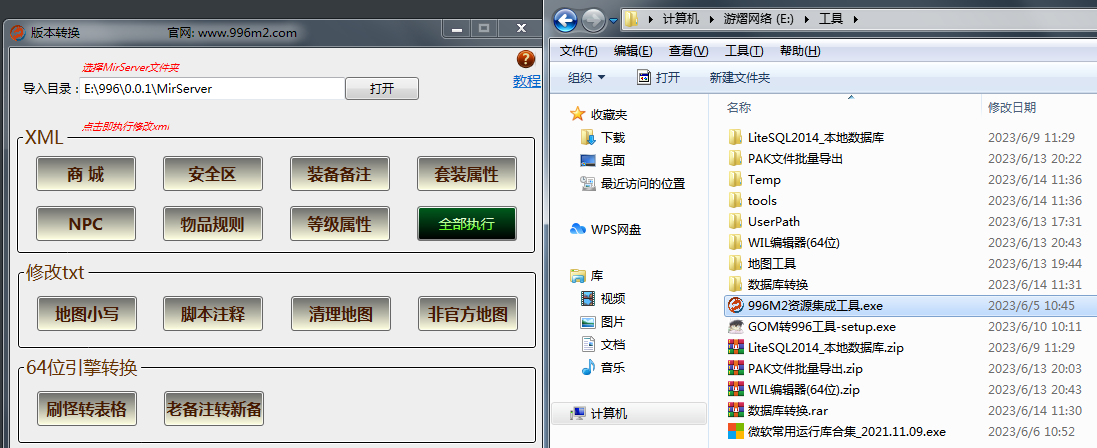 版本转换 官网: www.996m2.com
选择MirServer文件夹
导入目录： E:\996\0.0.1\MirServer 打开
教程
点击即执行修改xml
XML
商 城 安全区 装备备注 套装属性
NPC 物品规则 等级属性 全部执行
修改txt
地图小写 脚本注释 清理地图 非官方地图
64位引擎转换
刷怪转表格 老备注转新备
计算机 游熠网络 (E:) 工具
文件(F) 编辑(E) 查看(V) 工具(T) 帮助(H)
组织 打开 新建文件夹
收藏夹
下载
桌面
最近访问的位置
WPS网盘
库
视频
图片
文档
音乐
计算机
名称 修改日期
LiteSQL2014_本地数据库 2023/6/9 11:29
PAK文件批量导出 2023/6/13 20:22
Temp 2023/6/14 11:36
tools 2023/6/14 11:36
UserPath 2023/6/13 17:31
WIL编辑器(64位) 2023/6/13 20:43
地图工具 2023/6/13 19:44
数据库转换 2023/6/14 11:31
996M2资源集成工具.exe 2023/6/5 10:45
GOM转996工具-setup.exe 2023/6/10 10:11
LiteSQL2014_本地数据库.zip 2023/6/9 11:29
PAK文件批量导出.zip 2023/6/13 20:03
WIL编辑器(64位).zip 2023/6/13 20:43
数据库转换.rar 2023/6/14 11:30
微软常用运行库合集_2021.11.09.exe 2023/6/6 10:52